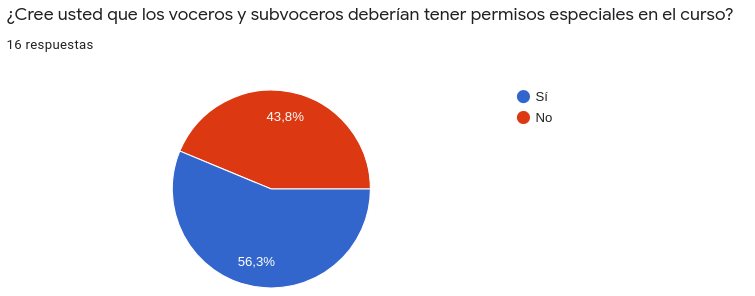 ¿Cree usted que los voceros y subvoceros deberían tener permisos especiales en el curso?
16 respuestas
Sí
No
43,8%
56,3%